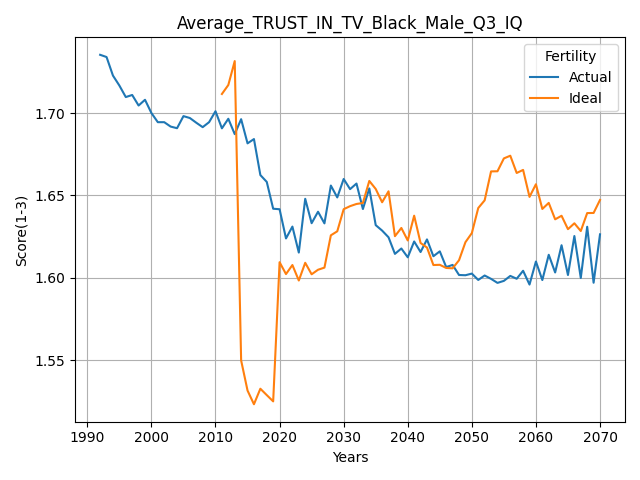 Average_TRUST_IN_TV_Black_Male_Q3_IQ
Fertility
Actual
Ideal
Score(1-3)
1.70
1.65
1.60
1.55
1990 2000 2010 2020 2030 2040 2050 2060 2070
Years